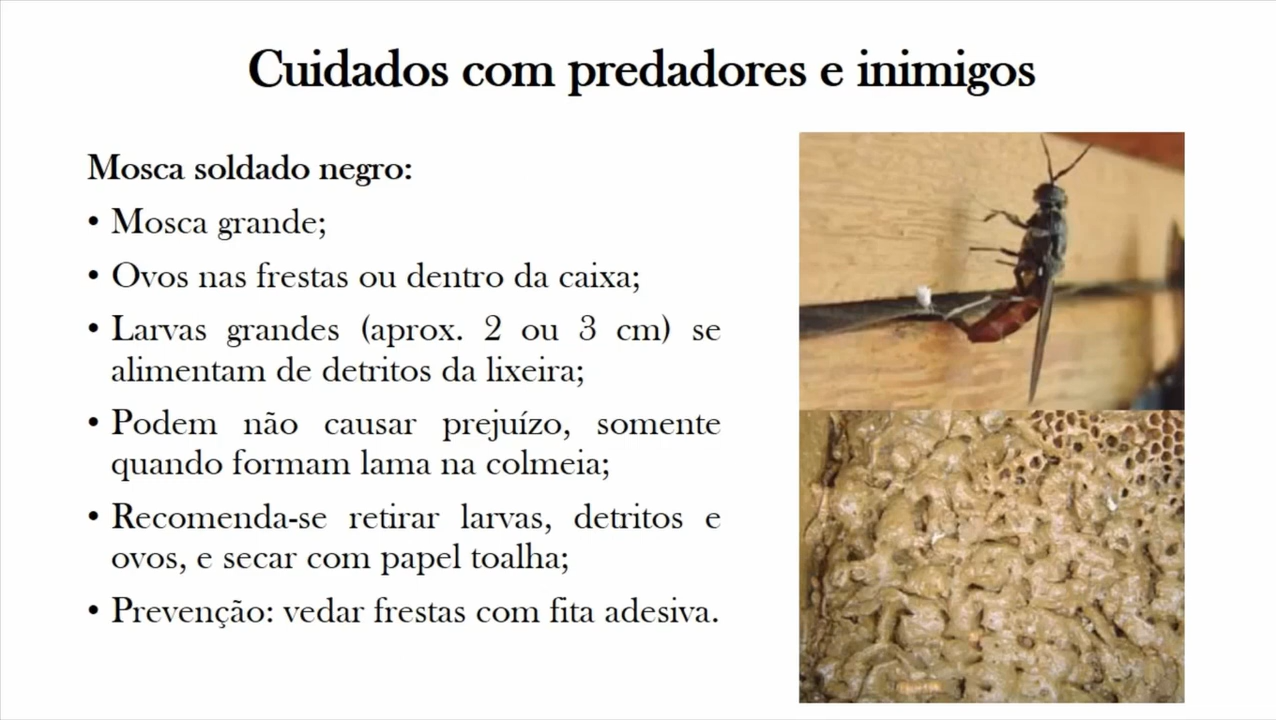 Cuidados com predadores e inimigos
Mosca soldado negro:
• Mosca grande;
• Ovos nas frestas ou dentro da caixa;
• Larvas grandes (aprox. 2 ou 3 cm) se
alimentam de detritos da lixeira;
• Podem não causar prejuízo, somente
quando formam lama na colmeia;
• Recomenda-se retirar larvas, detritos e
ovos, e secar com papel toalha;
• Prevenção: vedar frestas com fita adesiva.